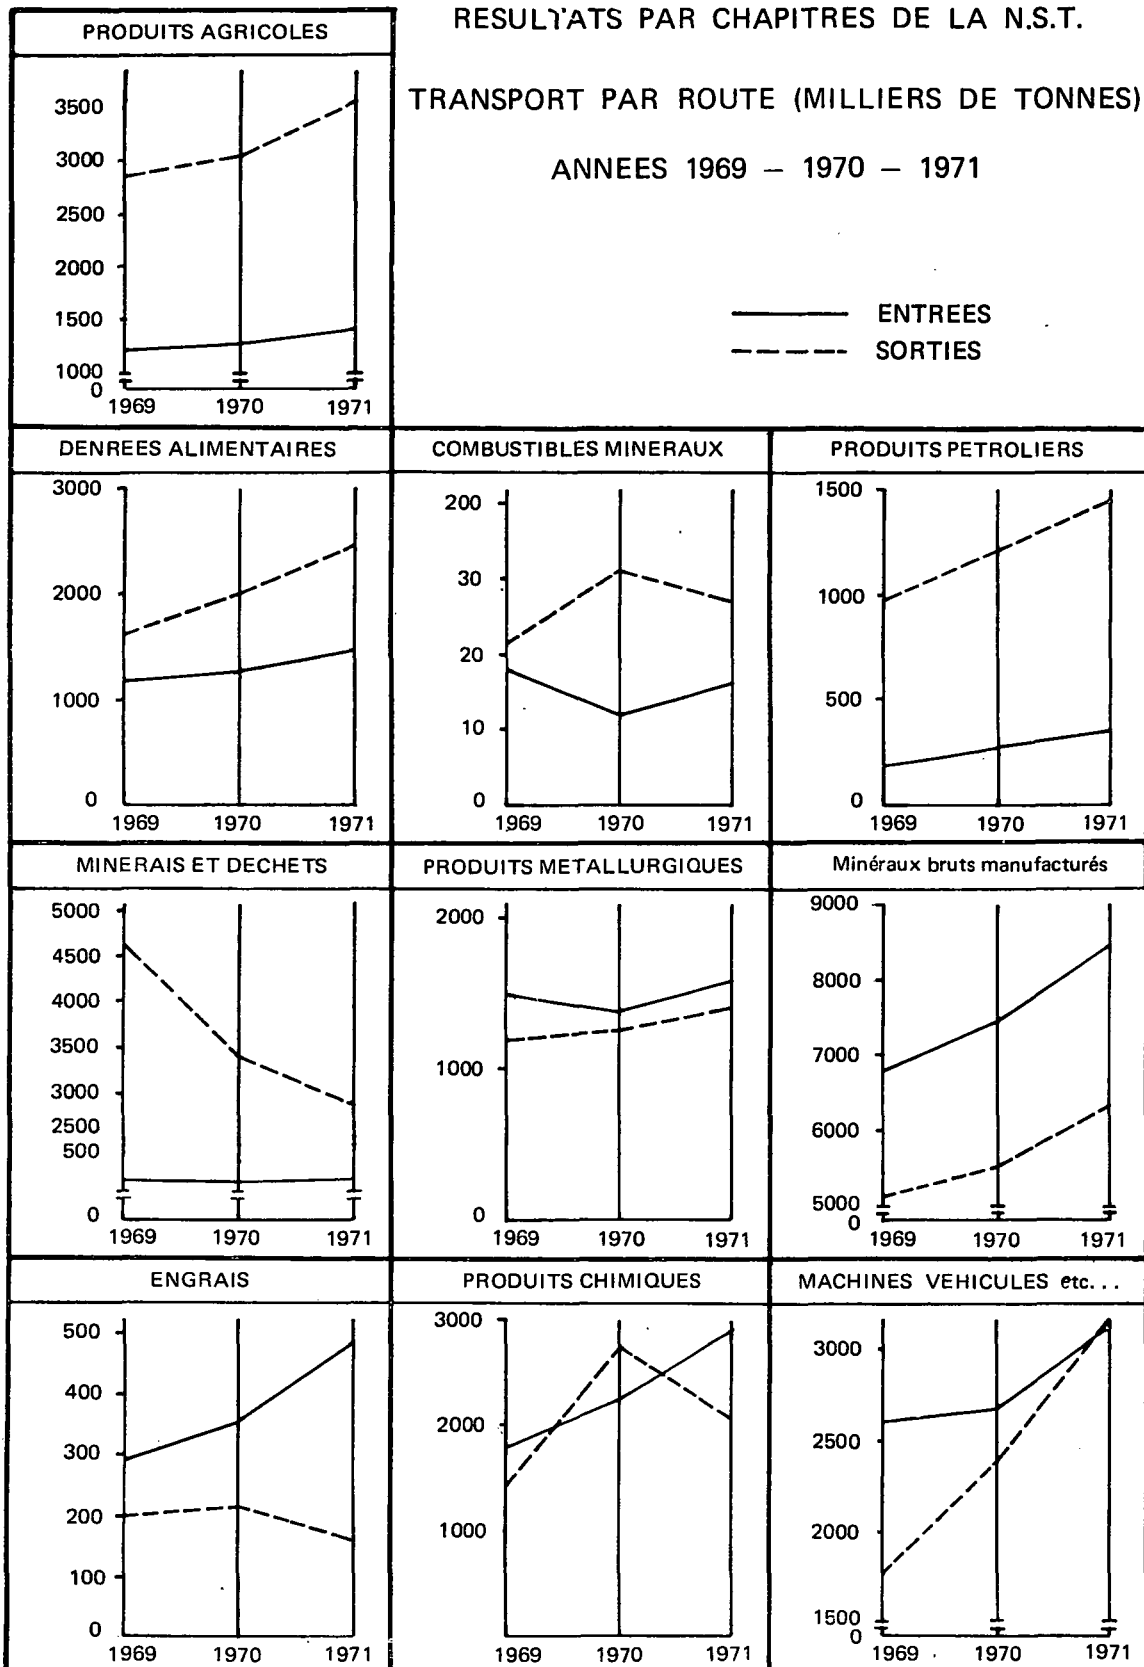 RESULTATS PAR CHAPITRES DE LA N.S.T.
TRANSPORT PAR ROUTE (MILLIERS DE TONNES)
ANNEES 1969 – 1970 – 1971
ENTREES
SORTIES
PRODUITS AGRICOLES
3500
3000
2500
2000
1500
1000
0
1969 1970 1971
DENREES ALIMENTAIRES
3000
2000
1000
0
1969 1970 1971
COMBUSTIBLES MINERAUX
200
30
20
10
0
1969 1970 1971
PRODUITS PETROLIERS
1500
1000
500
0
1969 1970 1971
MINERAIS ET DECHETS
5000
4500
4000
3500
3000
2500
500
0
1969 1970 1971
PRODUITS METALLURGIQUES
2000
1000
0
1969 1970 1971
Minéraux bruts manufacturés
9000
8000
7000
6000
5000
0
1969 1970 1971
ENGRAIS
500
400
300
200
100
0
1969 1970 1971
PRODUITS CHIMIQUES
3000
2000
1000
1969 1970 1971
MACHINES VEHICULES etc...
3000
2500
2000
1500
0
1969 1970 1971